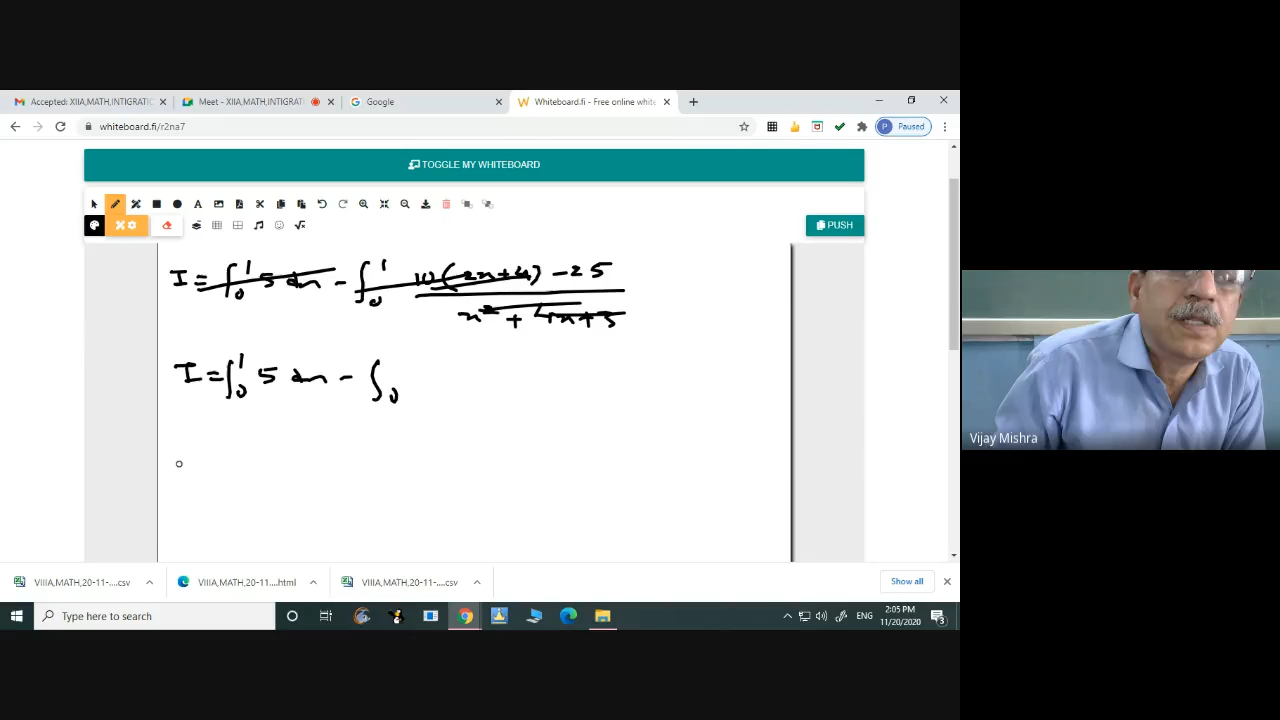 Accepted: XIIA,MATH,INTIGRATIC
Meet - XIIA,MATH,INTIGRATI
Google
Whiteboard.fi - Free online white
whiteboard.fi/r2na7
Paused
TOGGLE MY WHITEBOARD
PUSH
I = ∫₀¹ 5 dx - ∫₀¹ 10(2x+4) -25
x² + 4x+3
I = ∫₀¹ 5 dx - ∫₀
Vijay Mishra
VIIIA,MATH,20-11-....csv
VIIIA,MATH,20-11....html
VIIIA,MATH,20-11-....csv
Show all
Type here to search
ENG
2:05 PM
11/20/2020
3